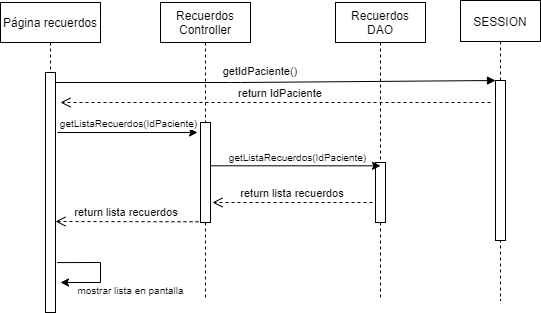 Página recuerdos
Recuerdos
Controller
Recuerdos
DAO
SESSION
getIdPaciente()
return IdPaciente
getListaRecuerdos(IdPaciente)
getListaRecuerdos(IdPaciente)
return lista recuerdos
return lista recuerdos
mostrar lista en pantalla